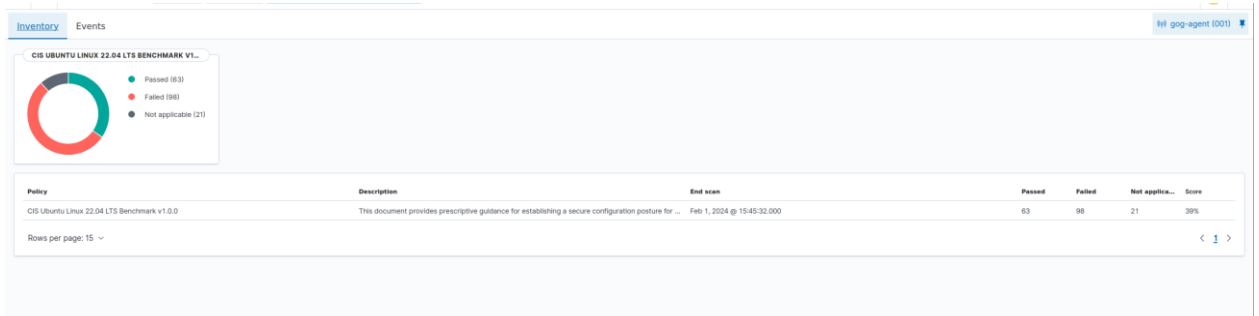 Inventory Events gog-agent (001)
CIS UBUNTU LINUX 22.04 LTS BENCHMARK V1...
Passed (63)
Failed (98)
Not applicable (21)
Policy Description End scan Passed Failed Not applica... Score
CIS Ubuntu Linux 22.04 LTS Benchmark v1.0.0 This document provides prescriptive guidance for establishing a secure configuration posture for ... Feb 1, 2024 @ 15:45:32.000 63 98 21 39%
Rows per page: 15 1